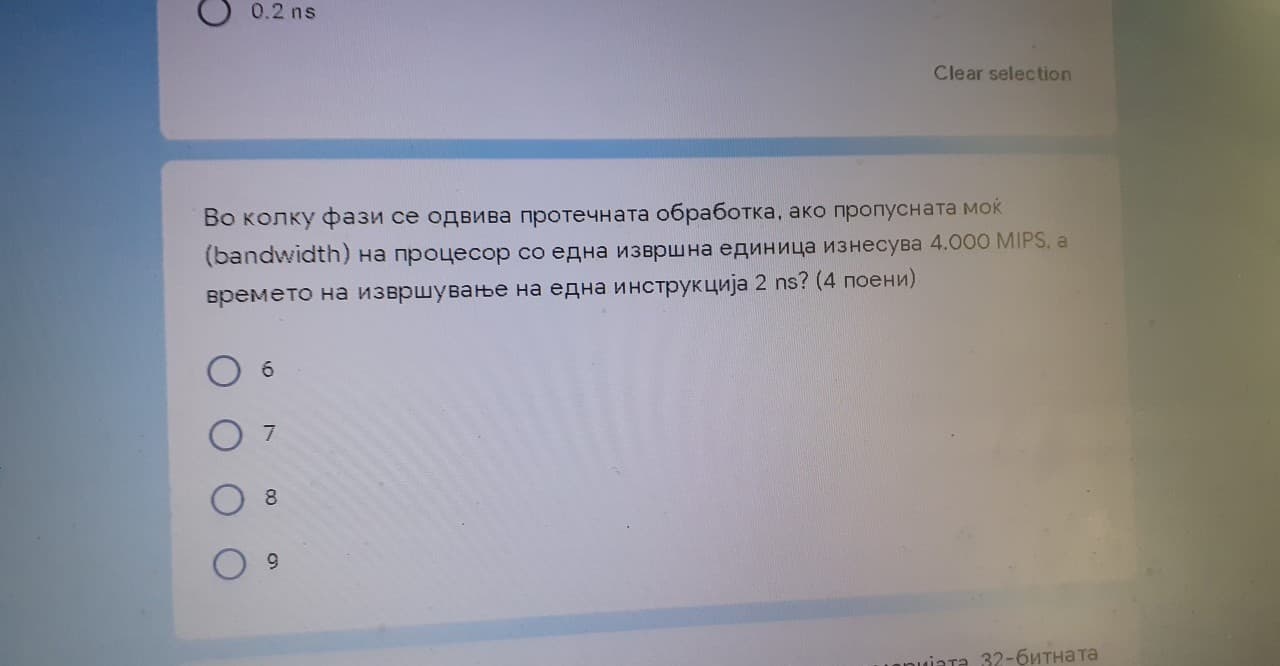 0.2 ns
Clear selection
Во колку фази се одвива протечната обработка, ако пропусната моќ
(bandwidth) на процесор со една извршна единица изнесува 4.000 MIPS, а
времето на извршување на една инструкција 2 ns? (4 поени)
6
7
8
9
32-битната